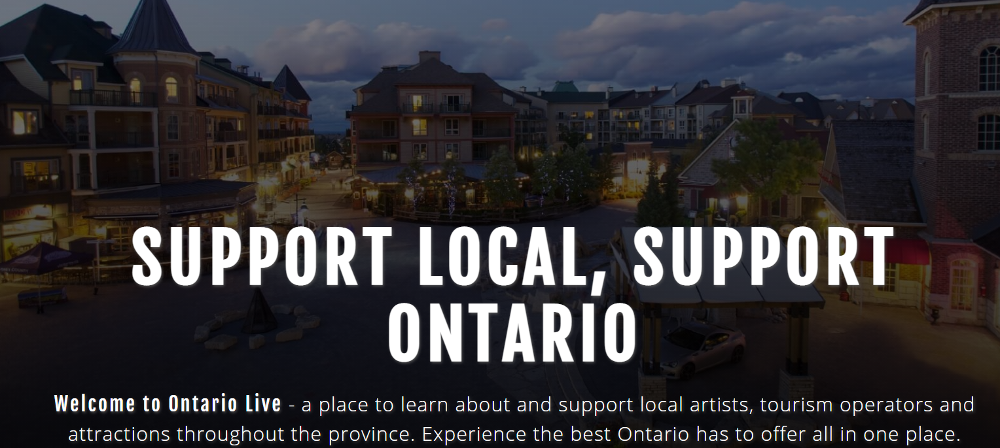 SUPPORT LOCAL, SUPPORT
ONTARIO
Welcome to Ontario Live - a place to learn about and support local artists, tourism operators and
attractions throughout the province. Experience the best Ontario has to offer all in one place.